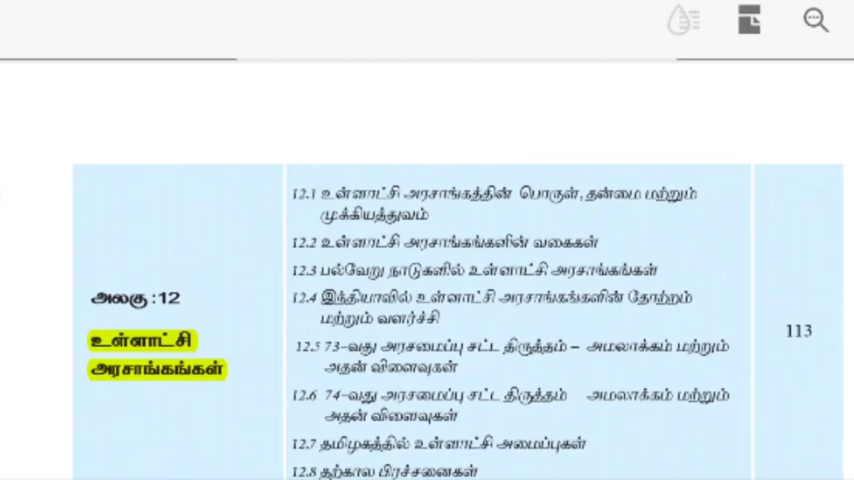 12.1 உள்ளாட்சி அரசாங்கத்தின் பொருள், தன்மை மற்றும்
முக்கியத்துவம்
12.2 உள்ளாட்சி அரசாங்கங்களின் வகைகள்
12.3 பல்வேறு நாடுகளில் உள்ளாட்சி அரசாங்கங்கள்
அலகு : 12
12.4 இந்தியாவில் உள்ளாட்சி அரசாங்கங்களின் தோற்றம்
மற்றும் வளர்ச்சி
உள்ளாட்சி
அரசாங்கங்கள்
12.5 73-வது அரசமைப்பு சட்ட திருத்தம் – அமலாக்கம் மற்றும்
அதன் விளைவுகள்
12.6 74-வது அரசமைப்பு சட்ட திருத்தம் அமலாக்கம் மற்றும்
அதன் விளைவுகள்
12.7 தமிழகத்தில் உள்ளாட்சி அமைப்புகள்
12.8 தற்கால பிரச்சனைகள்
113